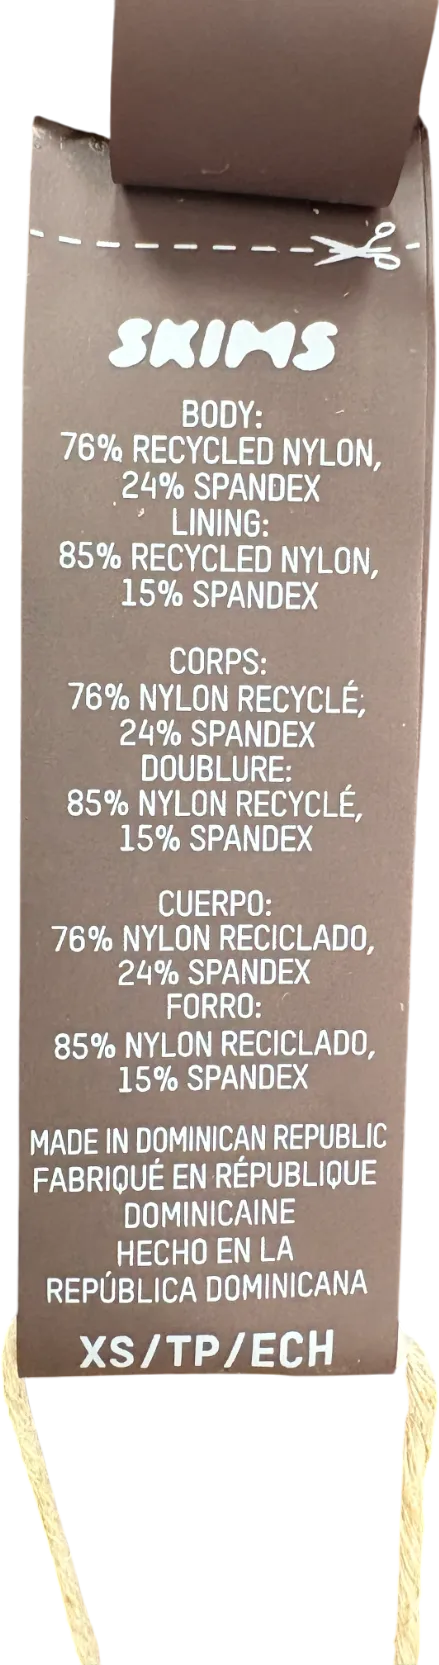 SKIMS
BODY:
76% RECYCLED NYLON,
24% SPANDEX
LINING:
85% RECYCLED NYLON,
15% SPANDEX
CORPS:
76% NYLON RECYCLÉ;
24% SPANDEX
DOUBLURE:
85% NYLON RECYCLÉ,
15% SPANDEX
CUERPO:
76% NYLON RECICLADO,
24% SPANDEX
FORRO:
85% NYLON RECICLADO,
15% SPANDEX
MADE IN DOMINICAN REPUBLIC
FABRIQUÉ EN RÉPUBLIQUE
DOMINICAINE
HECHO EN LA
REPÚBLICA DOMINICANA
XS/TP/ECH